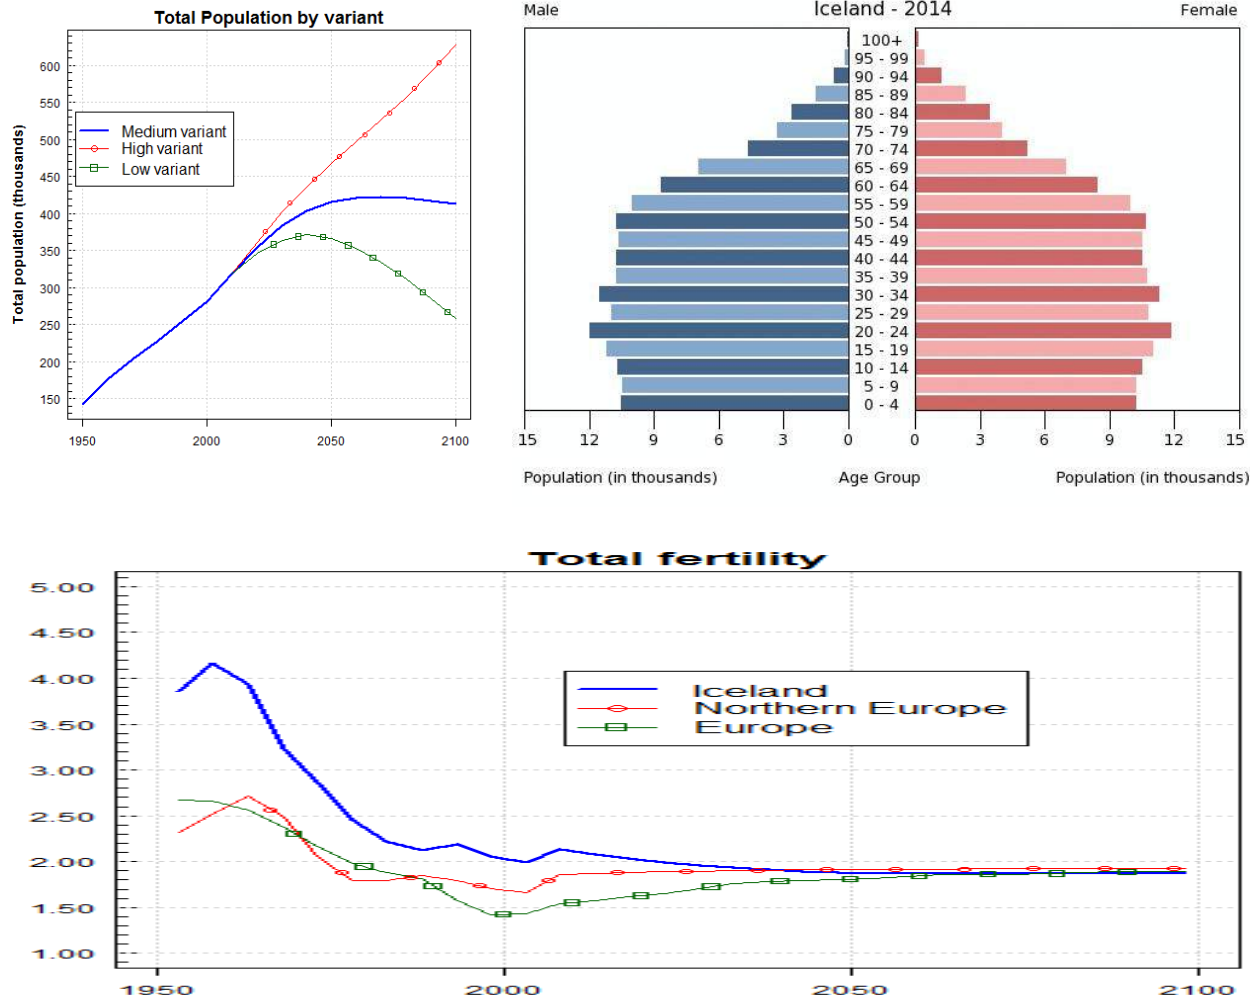 Total Population by variant
Total population (thousands)
600
550
500
450
400
350
300
250
200
150
Medium variant
High variant
Low variant
1950 2000 2050 2100
Male Iceland - 2014 Female
100+
95 - 99
90 - 94
85 - 89
80 - 84
75 - 79
70 - 74
65 - 69
60 - 64
55 - 59
50 - 54
45 - 49
40 - 44
35 - 39
30 - 34
25 - 29
20 - 24
15 - 19
10 - 14
5 - 9
0 - 4
15 12 9 6 3 0 0 3 6 9 12 15
Population (in thousands) Age Group Population (in thousands)
Total fertility
5.00
4.50
4.00
3.50
3.00
2.50
2.00
1.50
1.00
Iceland
Northern Europe
Europe
1950 2000 2050 2100